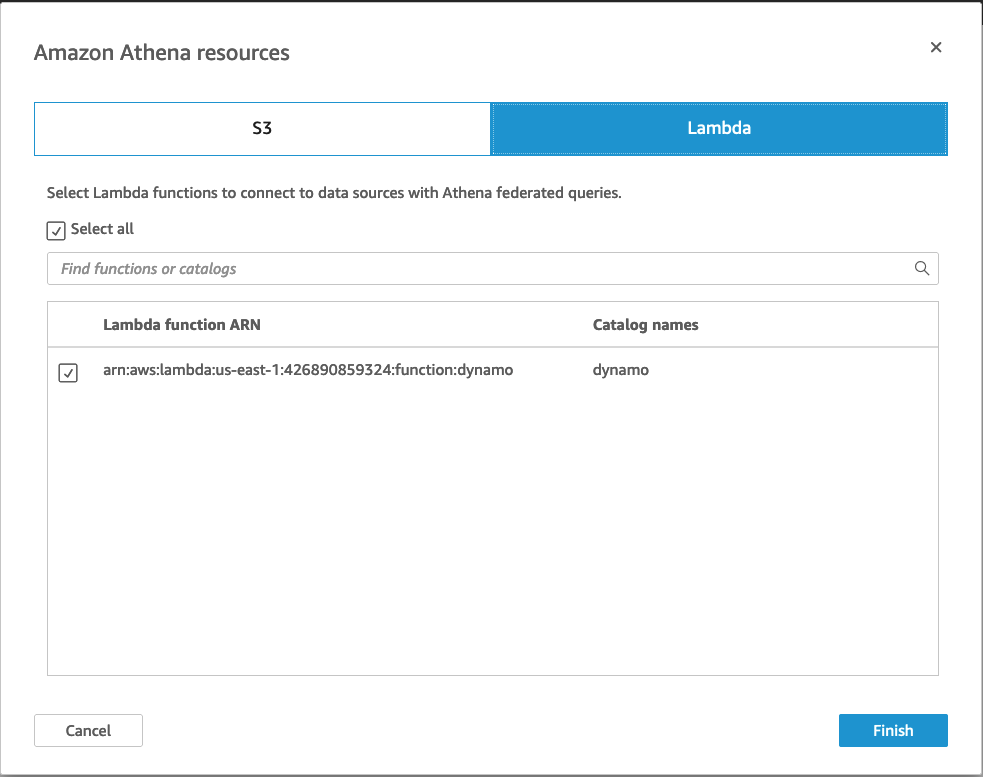 Amazon Athena resources
S3
Lambda
Select Lambda functions to connect to data sources with Athena federated queries.
Select all
Find functions or catalogs
Lambda function ARN Catalog names
arn:aws:lambda:us-east-1:426890859324:function:dynamo dynamo
Cancel Finish